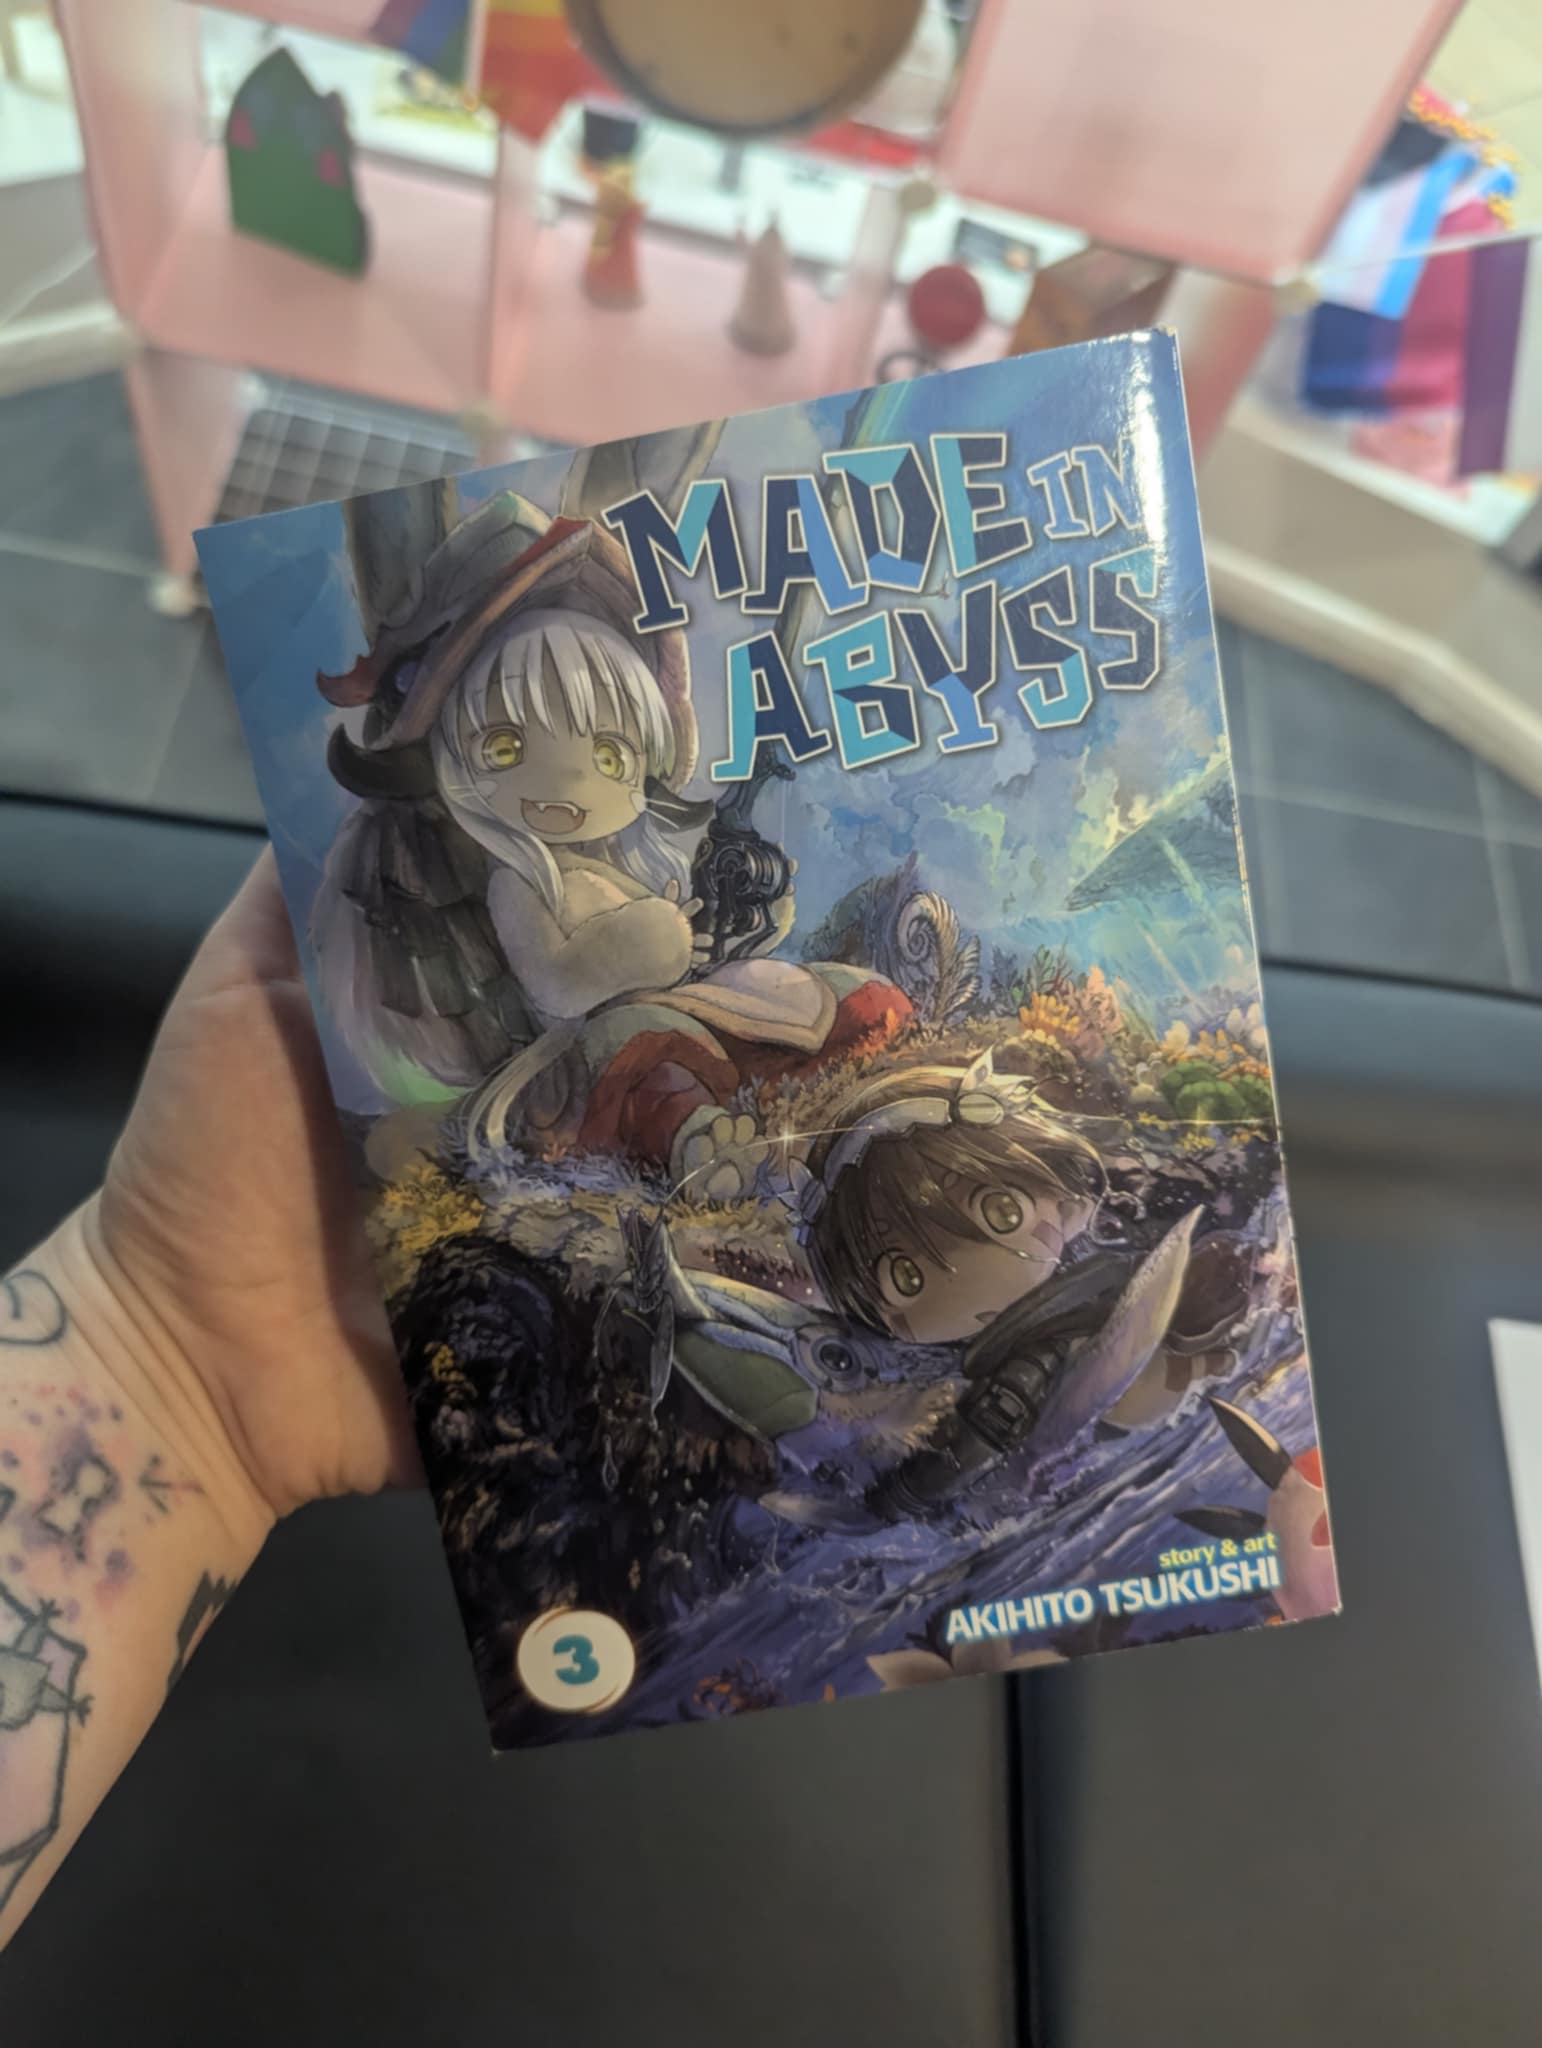 MADE IN
ABYSS
story & art
AKIHITO TSUKUSHI
3